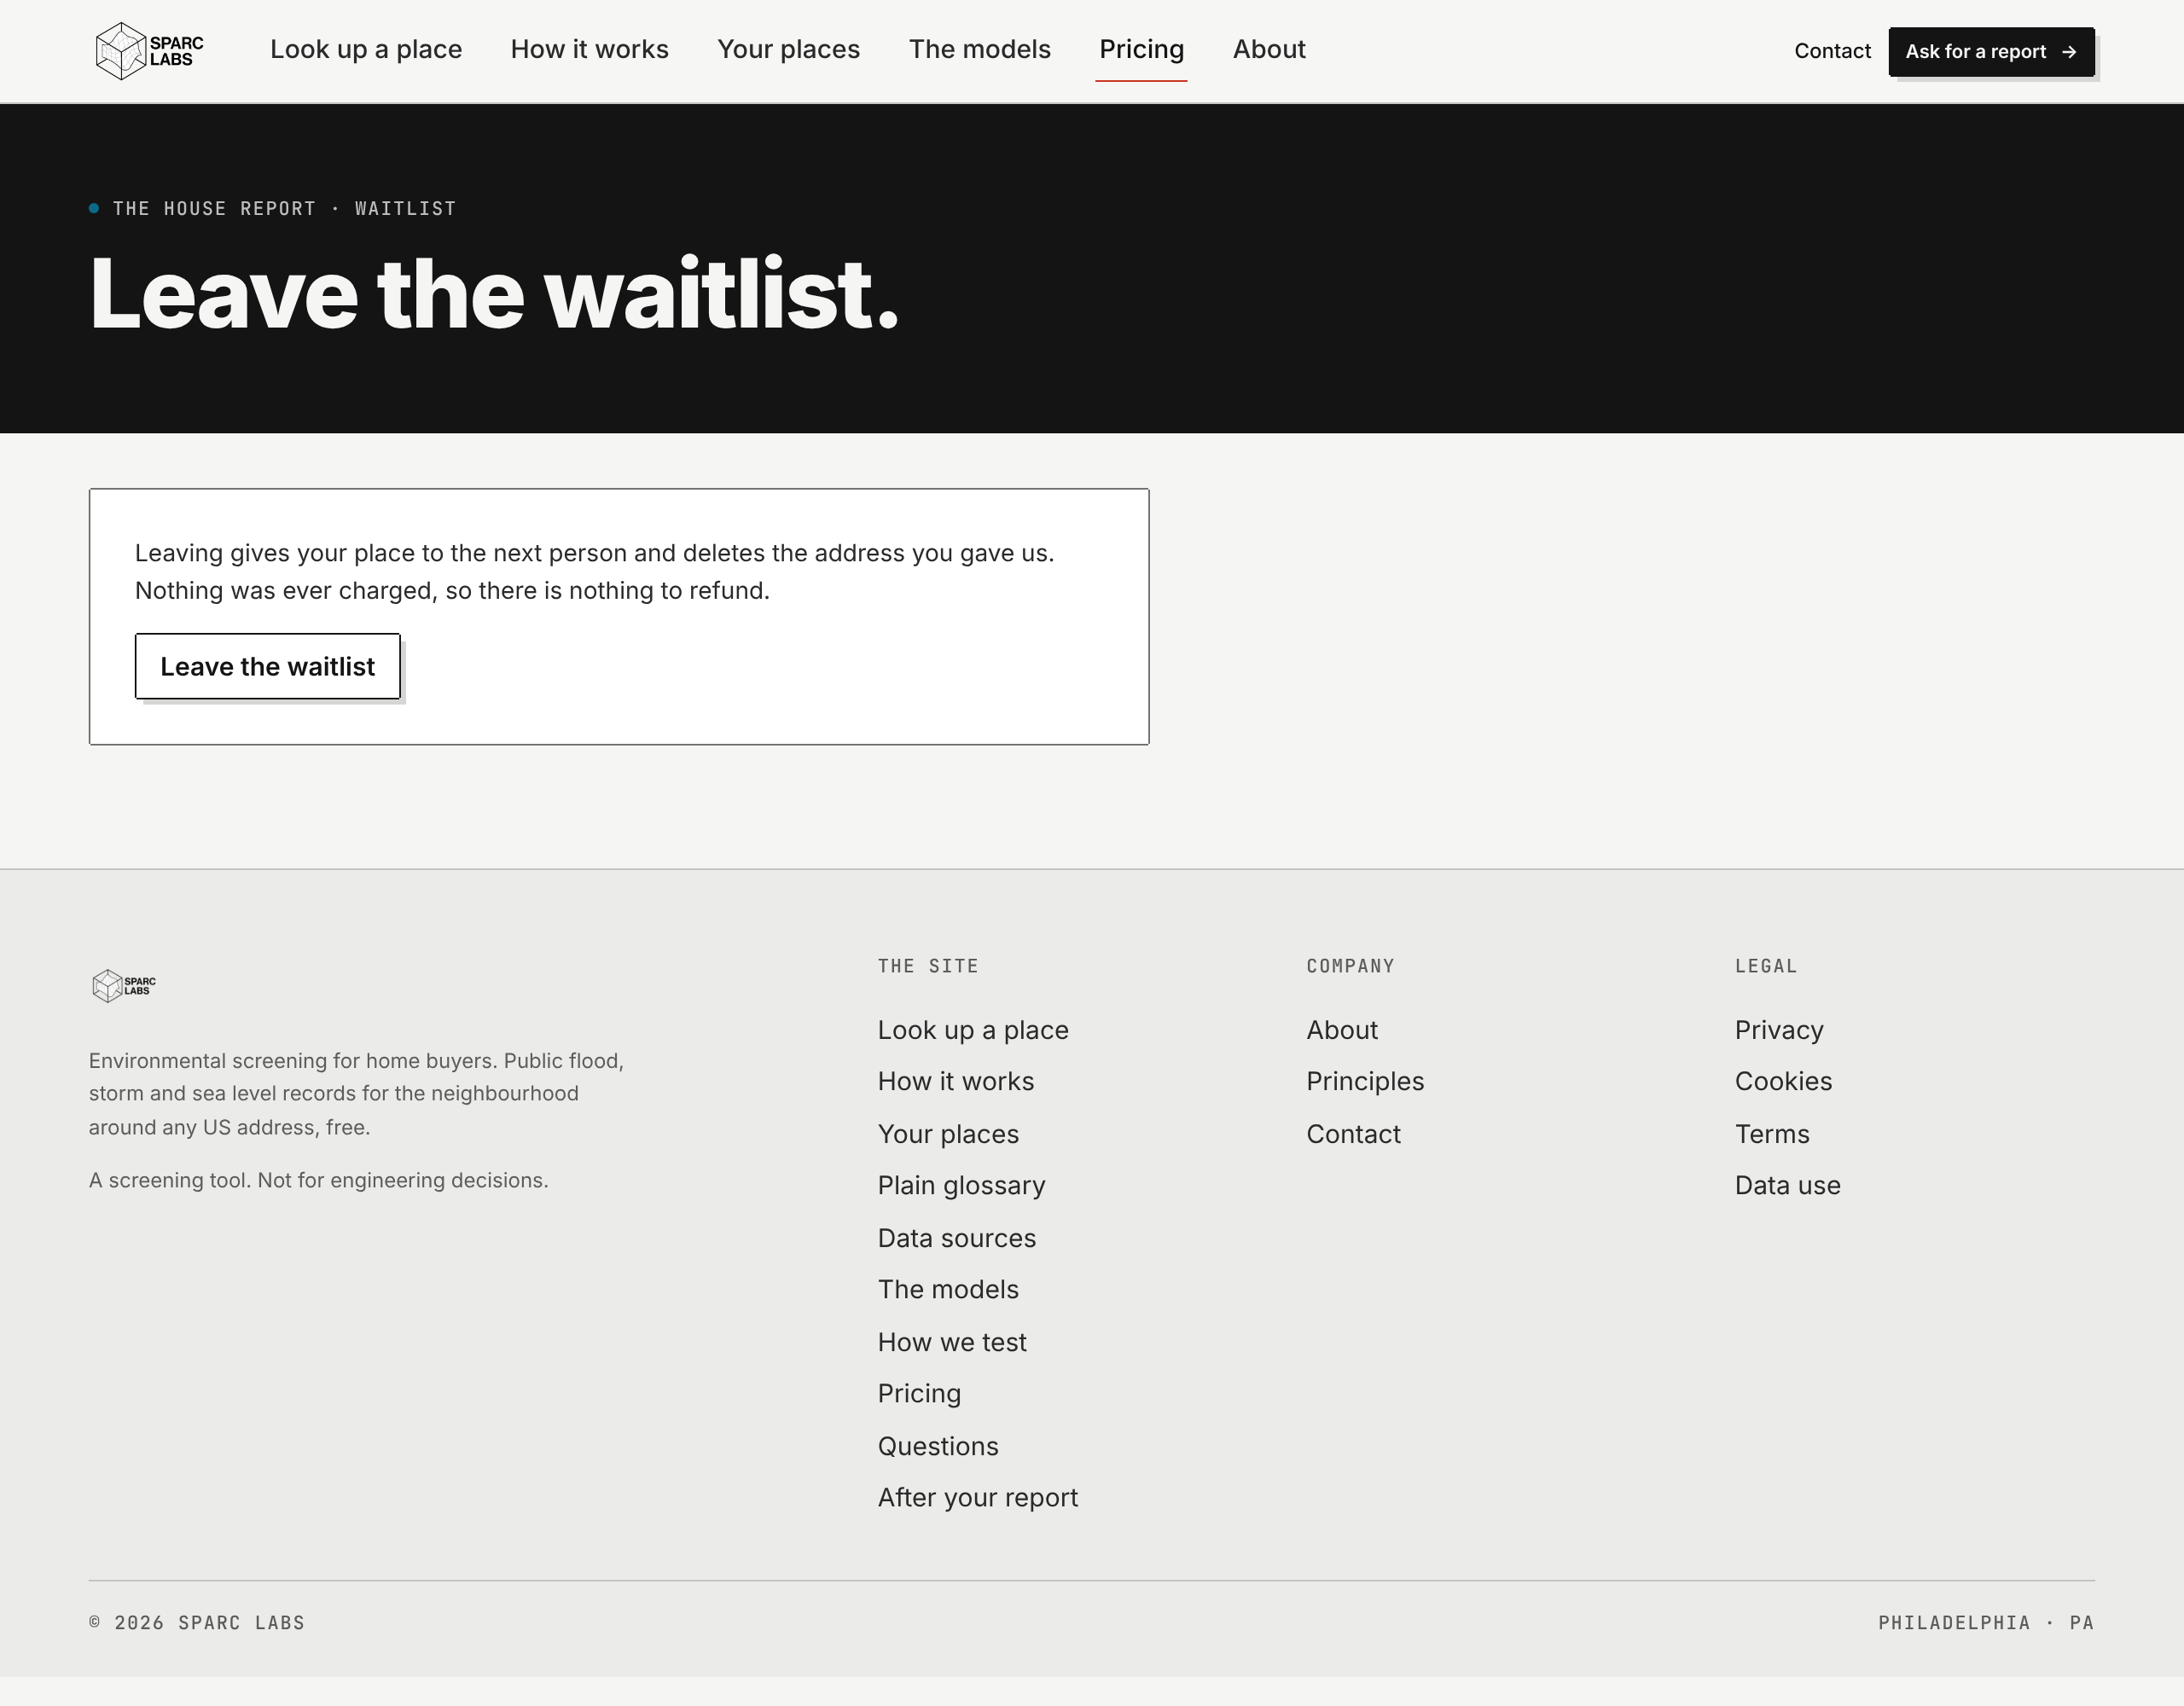 SPARC
LABS
Look up a place
How it works
Your places
The models
Pricing
About
Contact
Ask for a report →
THE HOUSE REPORT · WAITLIST
Leave the waitlist.
Leaving gives your place to the next person and deletes the address you gave us.
Nothing was ever charged, so there is nothing to refund.
Leave the waitlist
SPARC
LABS
Environmental screening for home buyers. Public flood,
storm and sea level records for the neighbourhood
around any US address, free.
A screening tool. Not for engineering decisions.
THE SITE
Look up a place
How it works
Your places
Plain glossary
Data sources
The models
How we test
Pricing
Questions
After your report
COMPANY
About
Principles
Contact
LEGAL
Privacy
Cookies
Terms
Data use
© 2026 SPARC LABS
PHILADELPHIA · PA